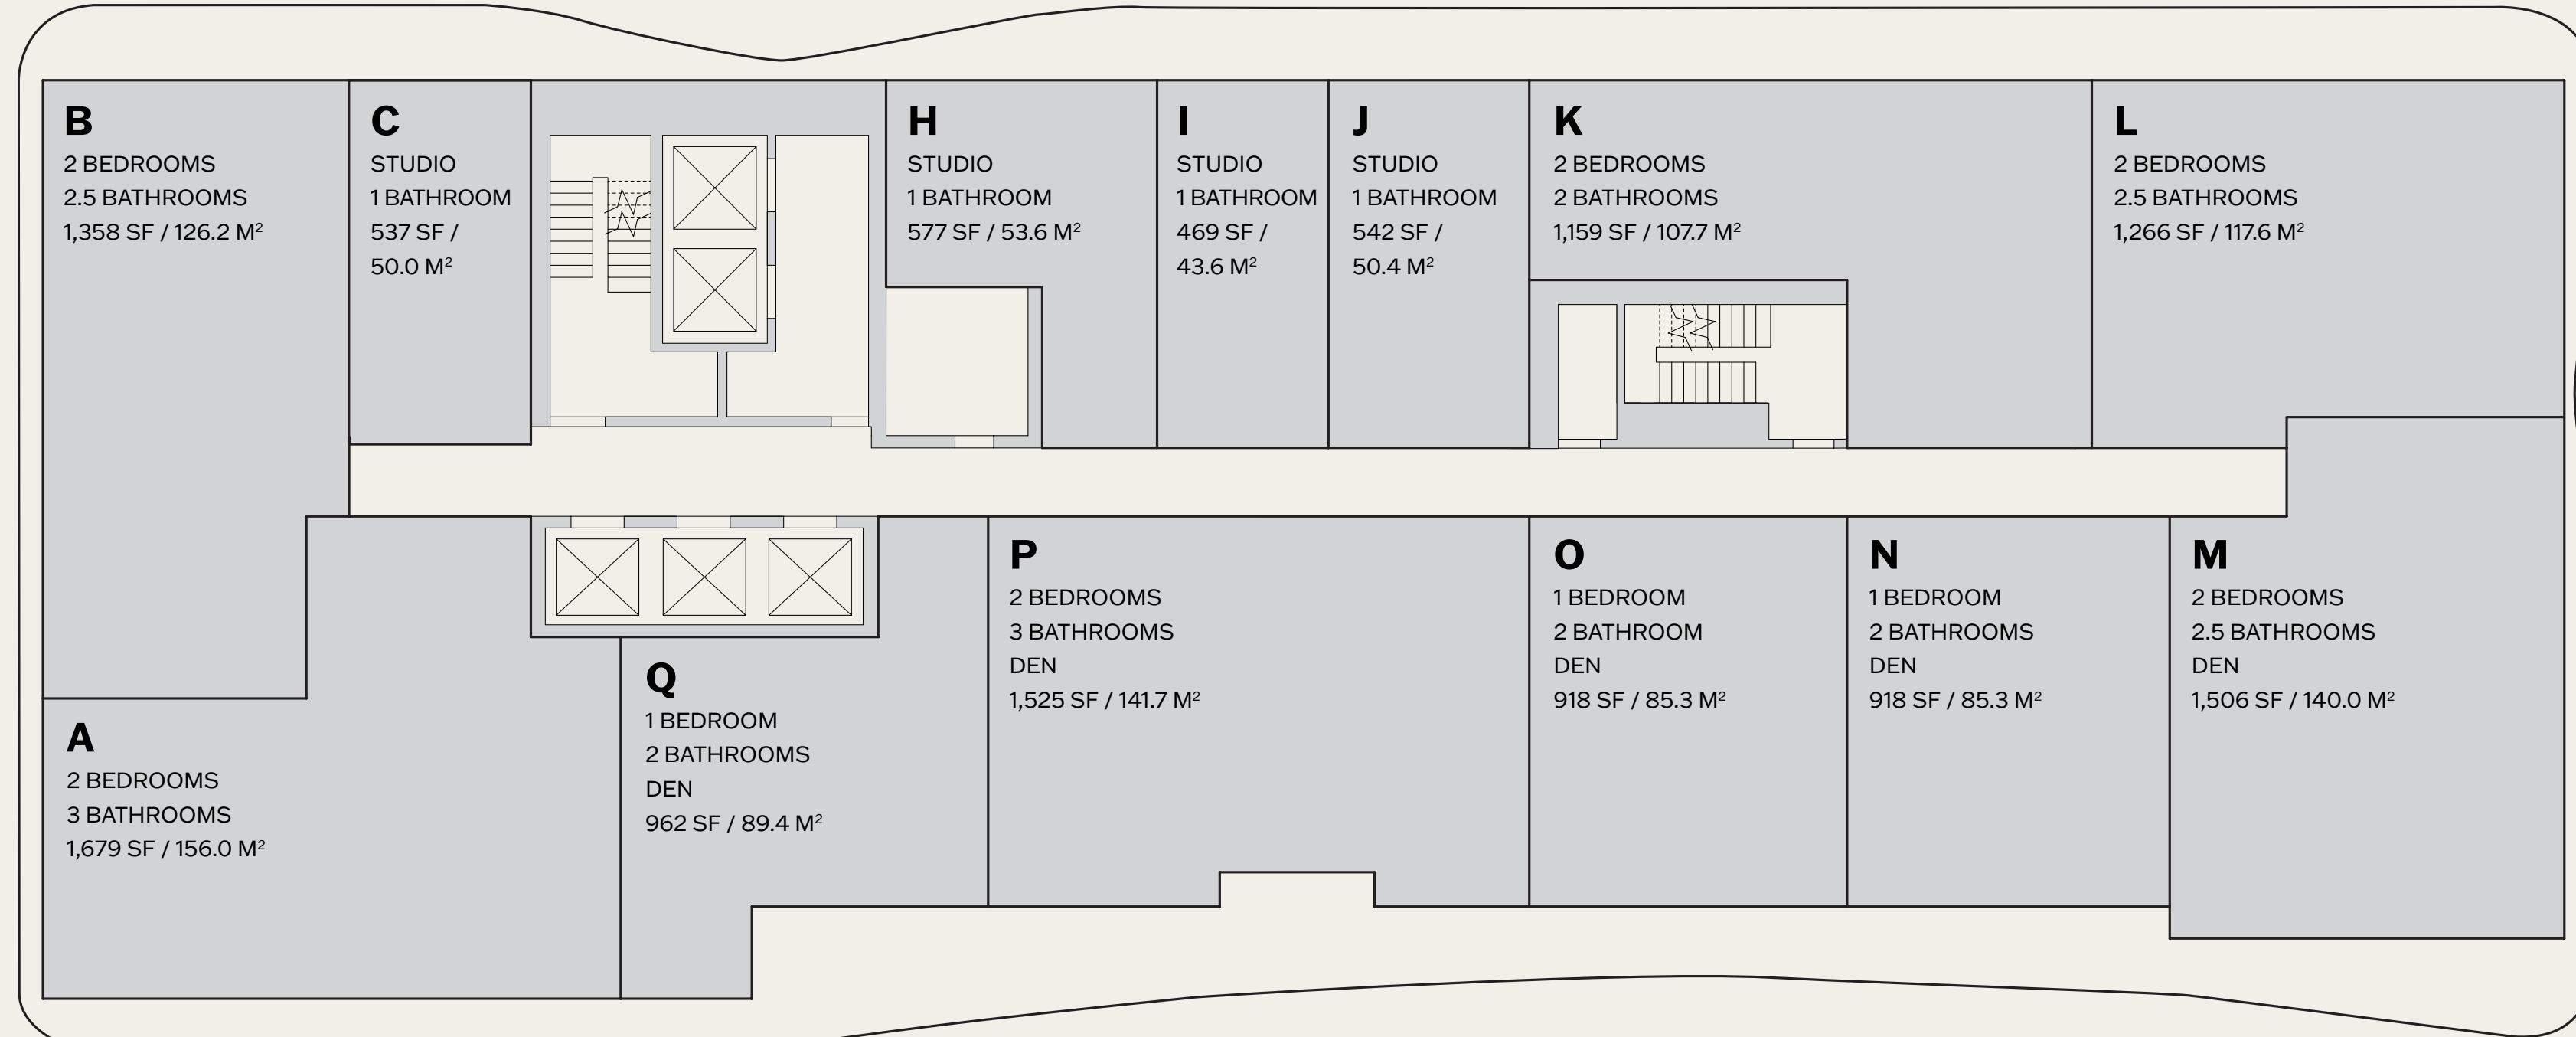 B
2 BEDROOMS
2.5 BATHROOMS
1,358 SF / 126.2 M²
C
STUDIO
1 BATHROOM
537 SF /
50.0 M²
H
STUDIO
1 BATHROOM
577 SF / 53.6 M²
I
STUDIO
1 BATHROOM
469 SF /
43.6 M²
J
STUDIO
1 BATHROOM
542 SF /
50.4 M²
K
2 BEDROOMS
2 BATHROOMS
1,159 SF / 107.7 M²
L
2 BEDROOMS
2.5 BATHROOMS
1,266 SF / 117.6 M²
A
2 BEDROOMS
3 BATHROOMS
1,679 SF / 156.0 M²
Q
1 BEDROOM
2 BATHROOMS
DEN
962 SF / 89.4 M²
P
2 BEDROOMS
3 BATHROOMS
DEN
1,525 SF / 141.7 M²
O
1 BEDROOM
2 BATHROOM
DEN
918 SF / 85.3 M²
N
1 BEDROOM
2 BATHROOMS
DEN
918 SF / 85.3 M²
M
2 BEDROOMS
2.5 BATHROOMS
DEN
1,506 SF / 140.0 M²